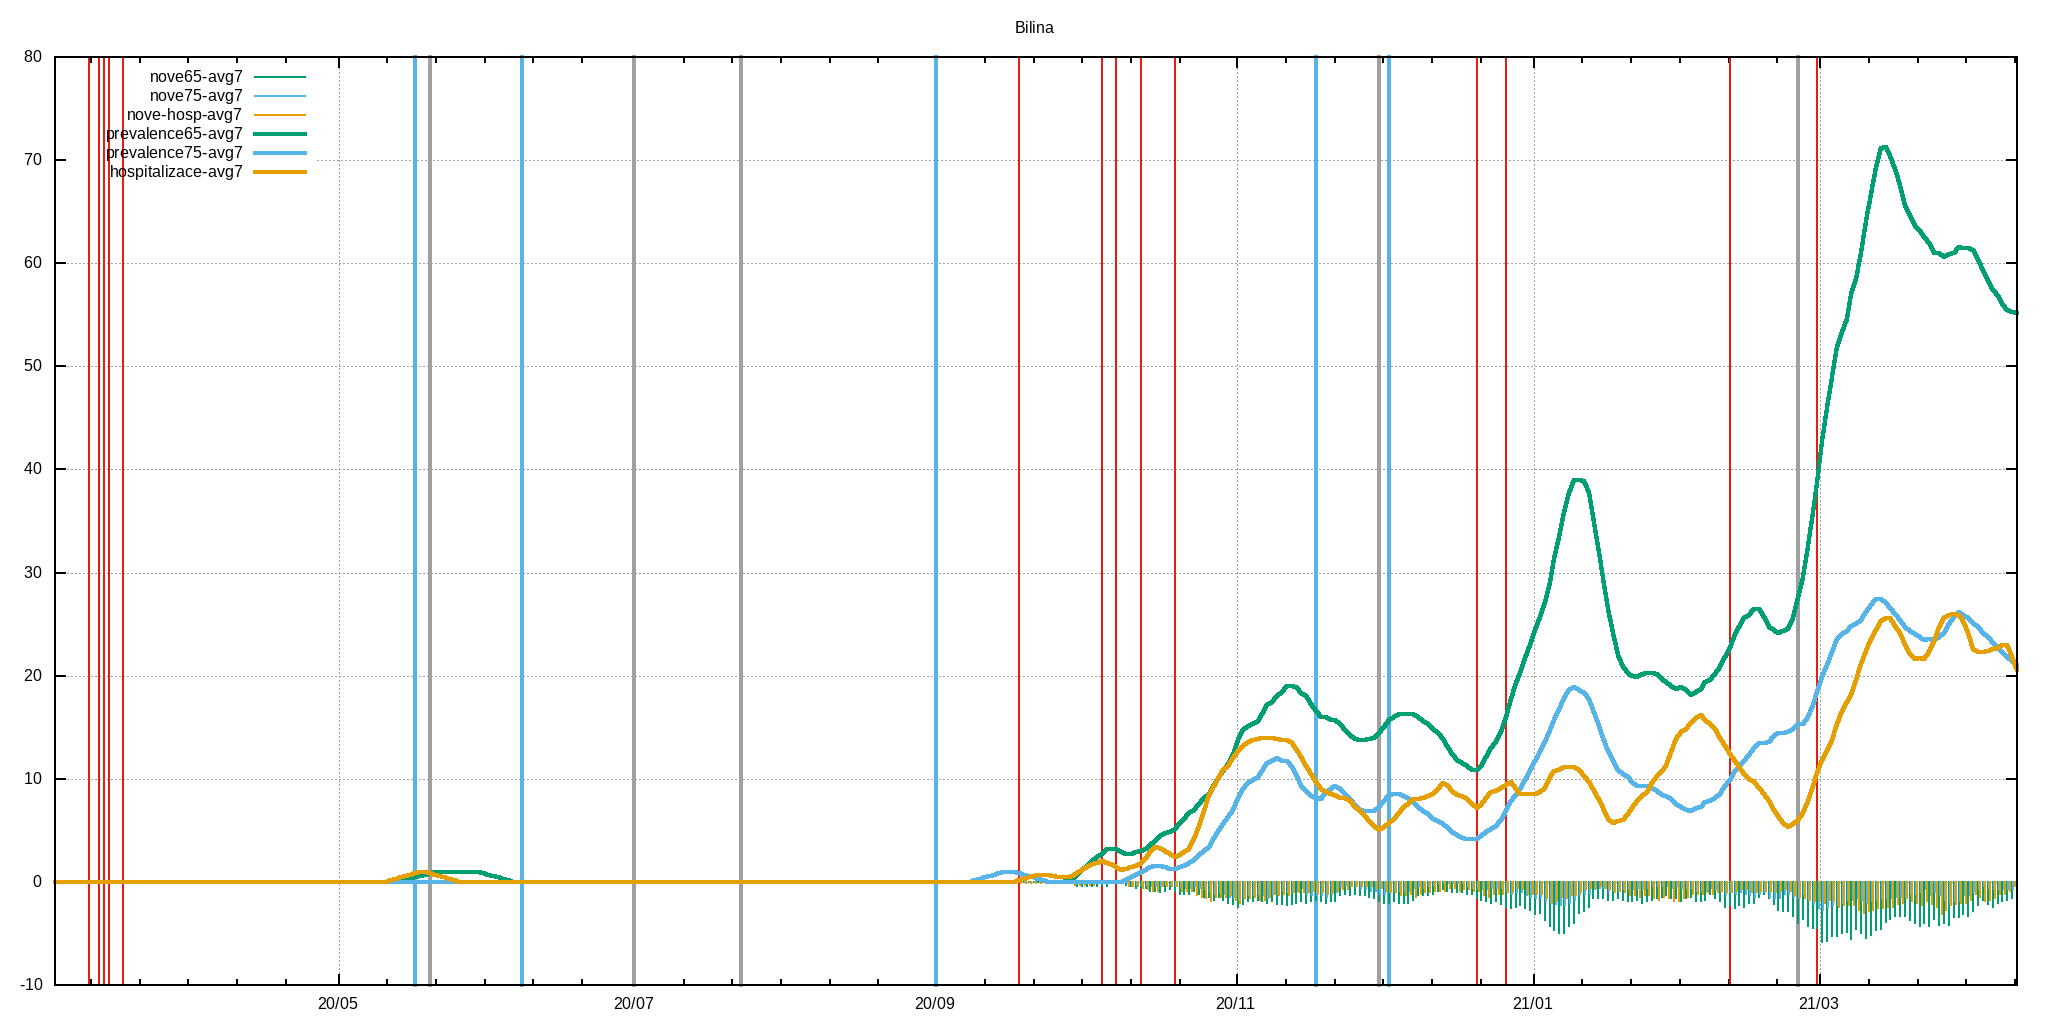 Bilina
80
70
60
50
40
30
20
10
0
-10
nove65-avg7
nove75-avg7
nove-hosp-avg7
prevalence65-avg7
prevalence75-avg7
hospitalizace-avg7
20/05
20/07
20/09
20/11
21/01
21/03